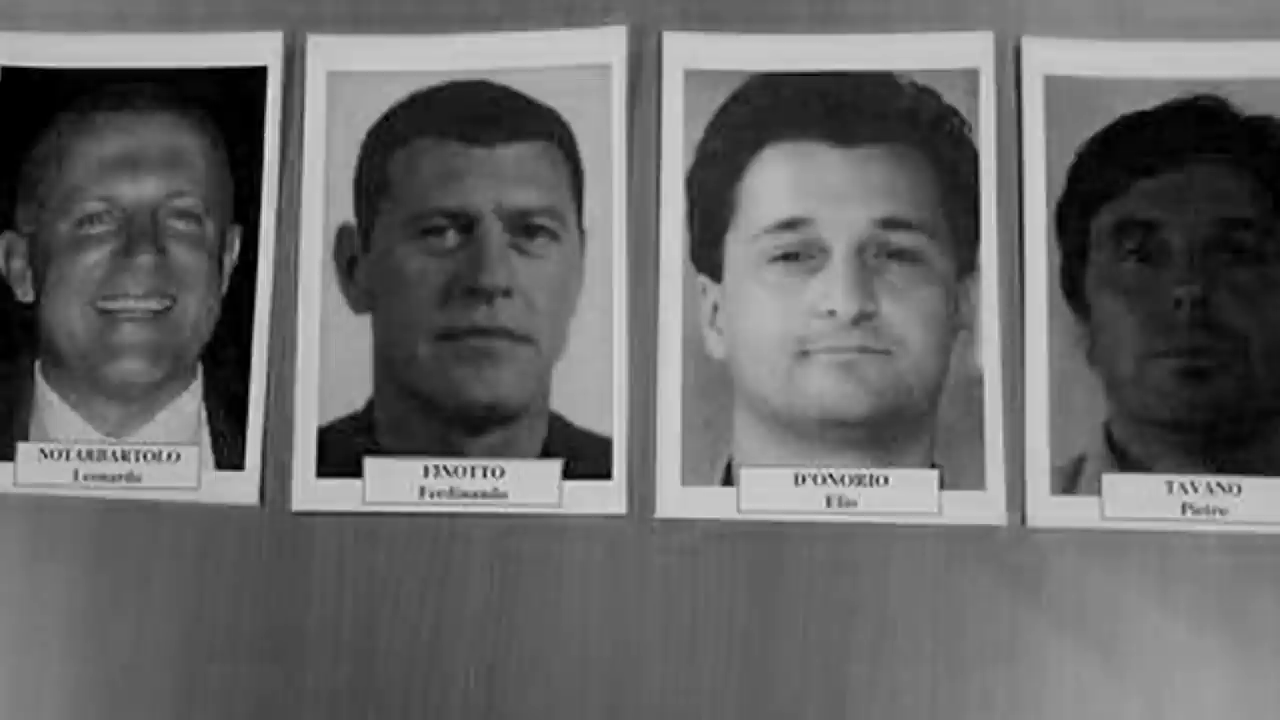 NOTARBARTOLO
Leonardo
FINOTTO
Ferdinando
D'ONORIO
Elio
TAVANO
Pietro